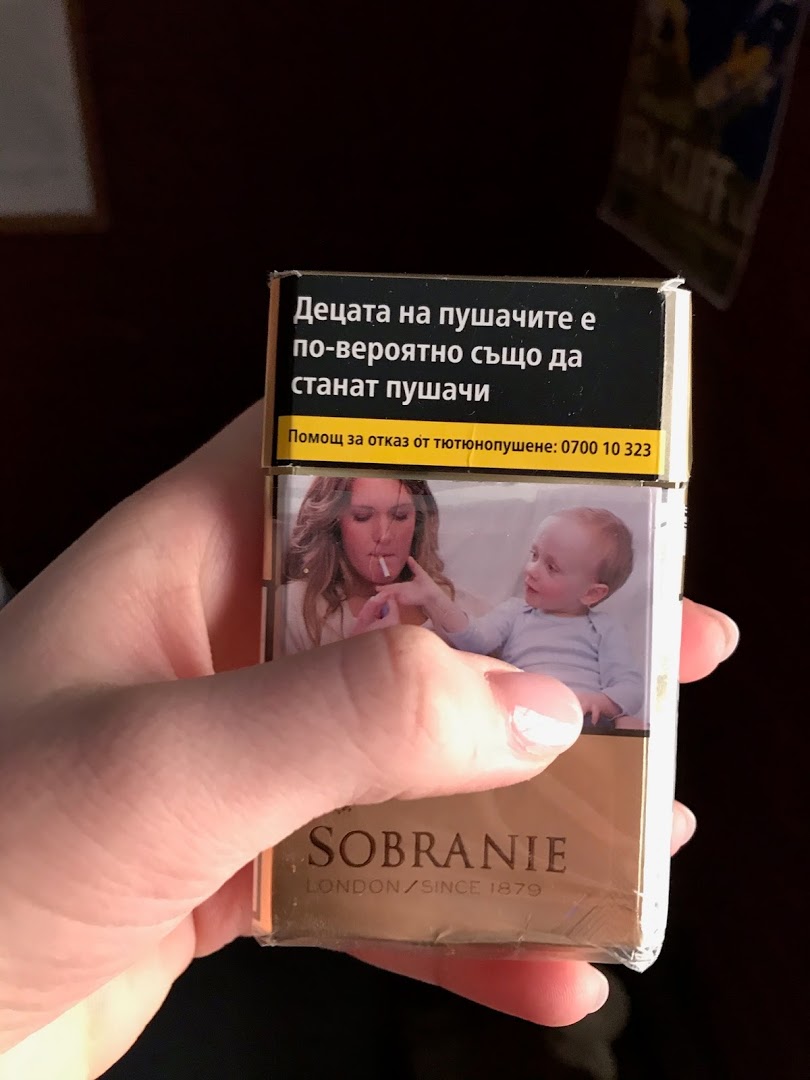 Децата на пушачите е
по-вероятно също да
станат пушачи
Помощ за отказ от тютюнопушене: 0700 10 323
SOBRANIE
LONDON/SINCE 1879